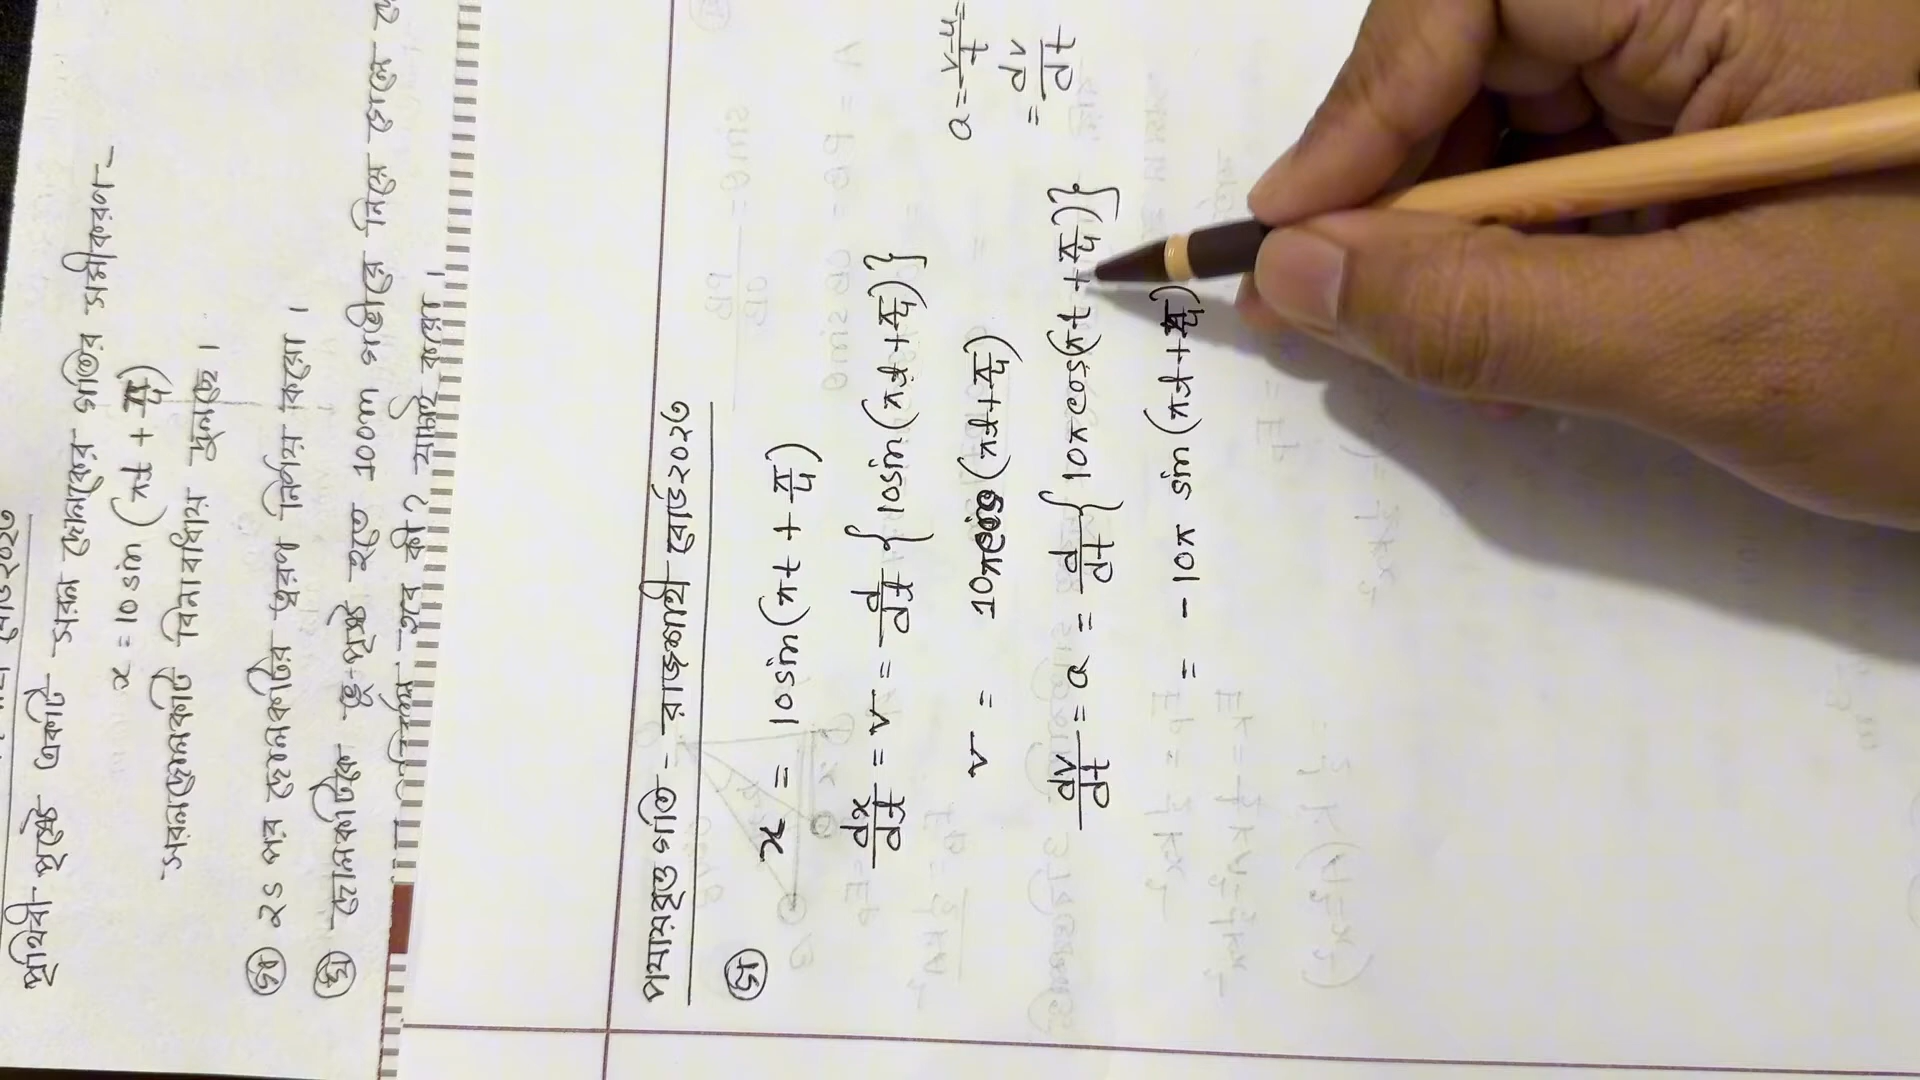 পৃথিবী পৃষ্ঠে একটি সরল দোলকের গতির সমীকরণ-
x = 10 sin (πt + π/4)
সরলদোলকটি বিনা বাধায় দুলছে।
গ) ২s পর দোলকটির ত্বরণ নির্ণয় করো।
ঘ) দোলকটিকে ভূ-পৃষ্ঠ হতে 100m গভীরে নিয়ে গেলে
হবে কী? যাচাই করো।
পর্যাবৃত্ত গতি - রাজশাহী বোর্ড২০২৩
গ)
x = 10 sin (πt + π/4)
dx/dt = v = d/dt { 10 sin (πt + π/4)}
v = 10π cos (πt + π/4)
a = v-u/t =
= dv/dt
dv/dt = a = d/dt { 10π cos (πt + π/4)}
= - 10π sin (πt + π/4)